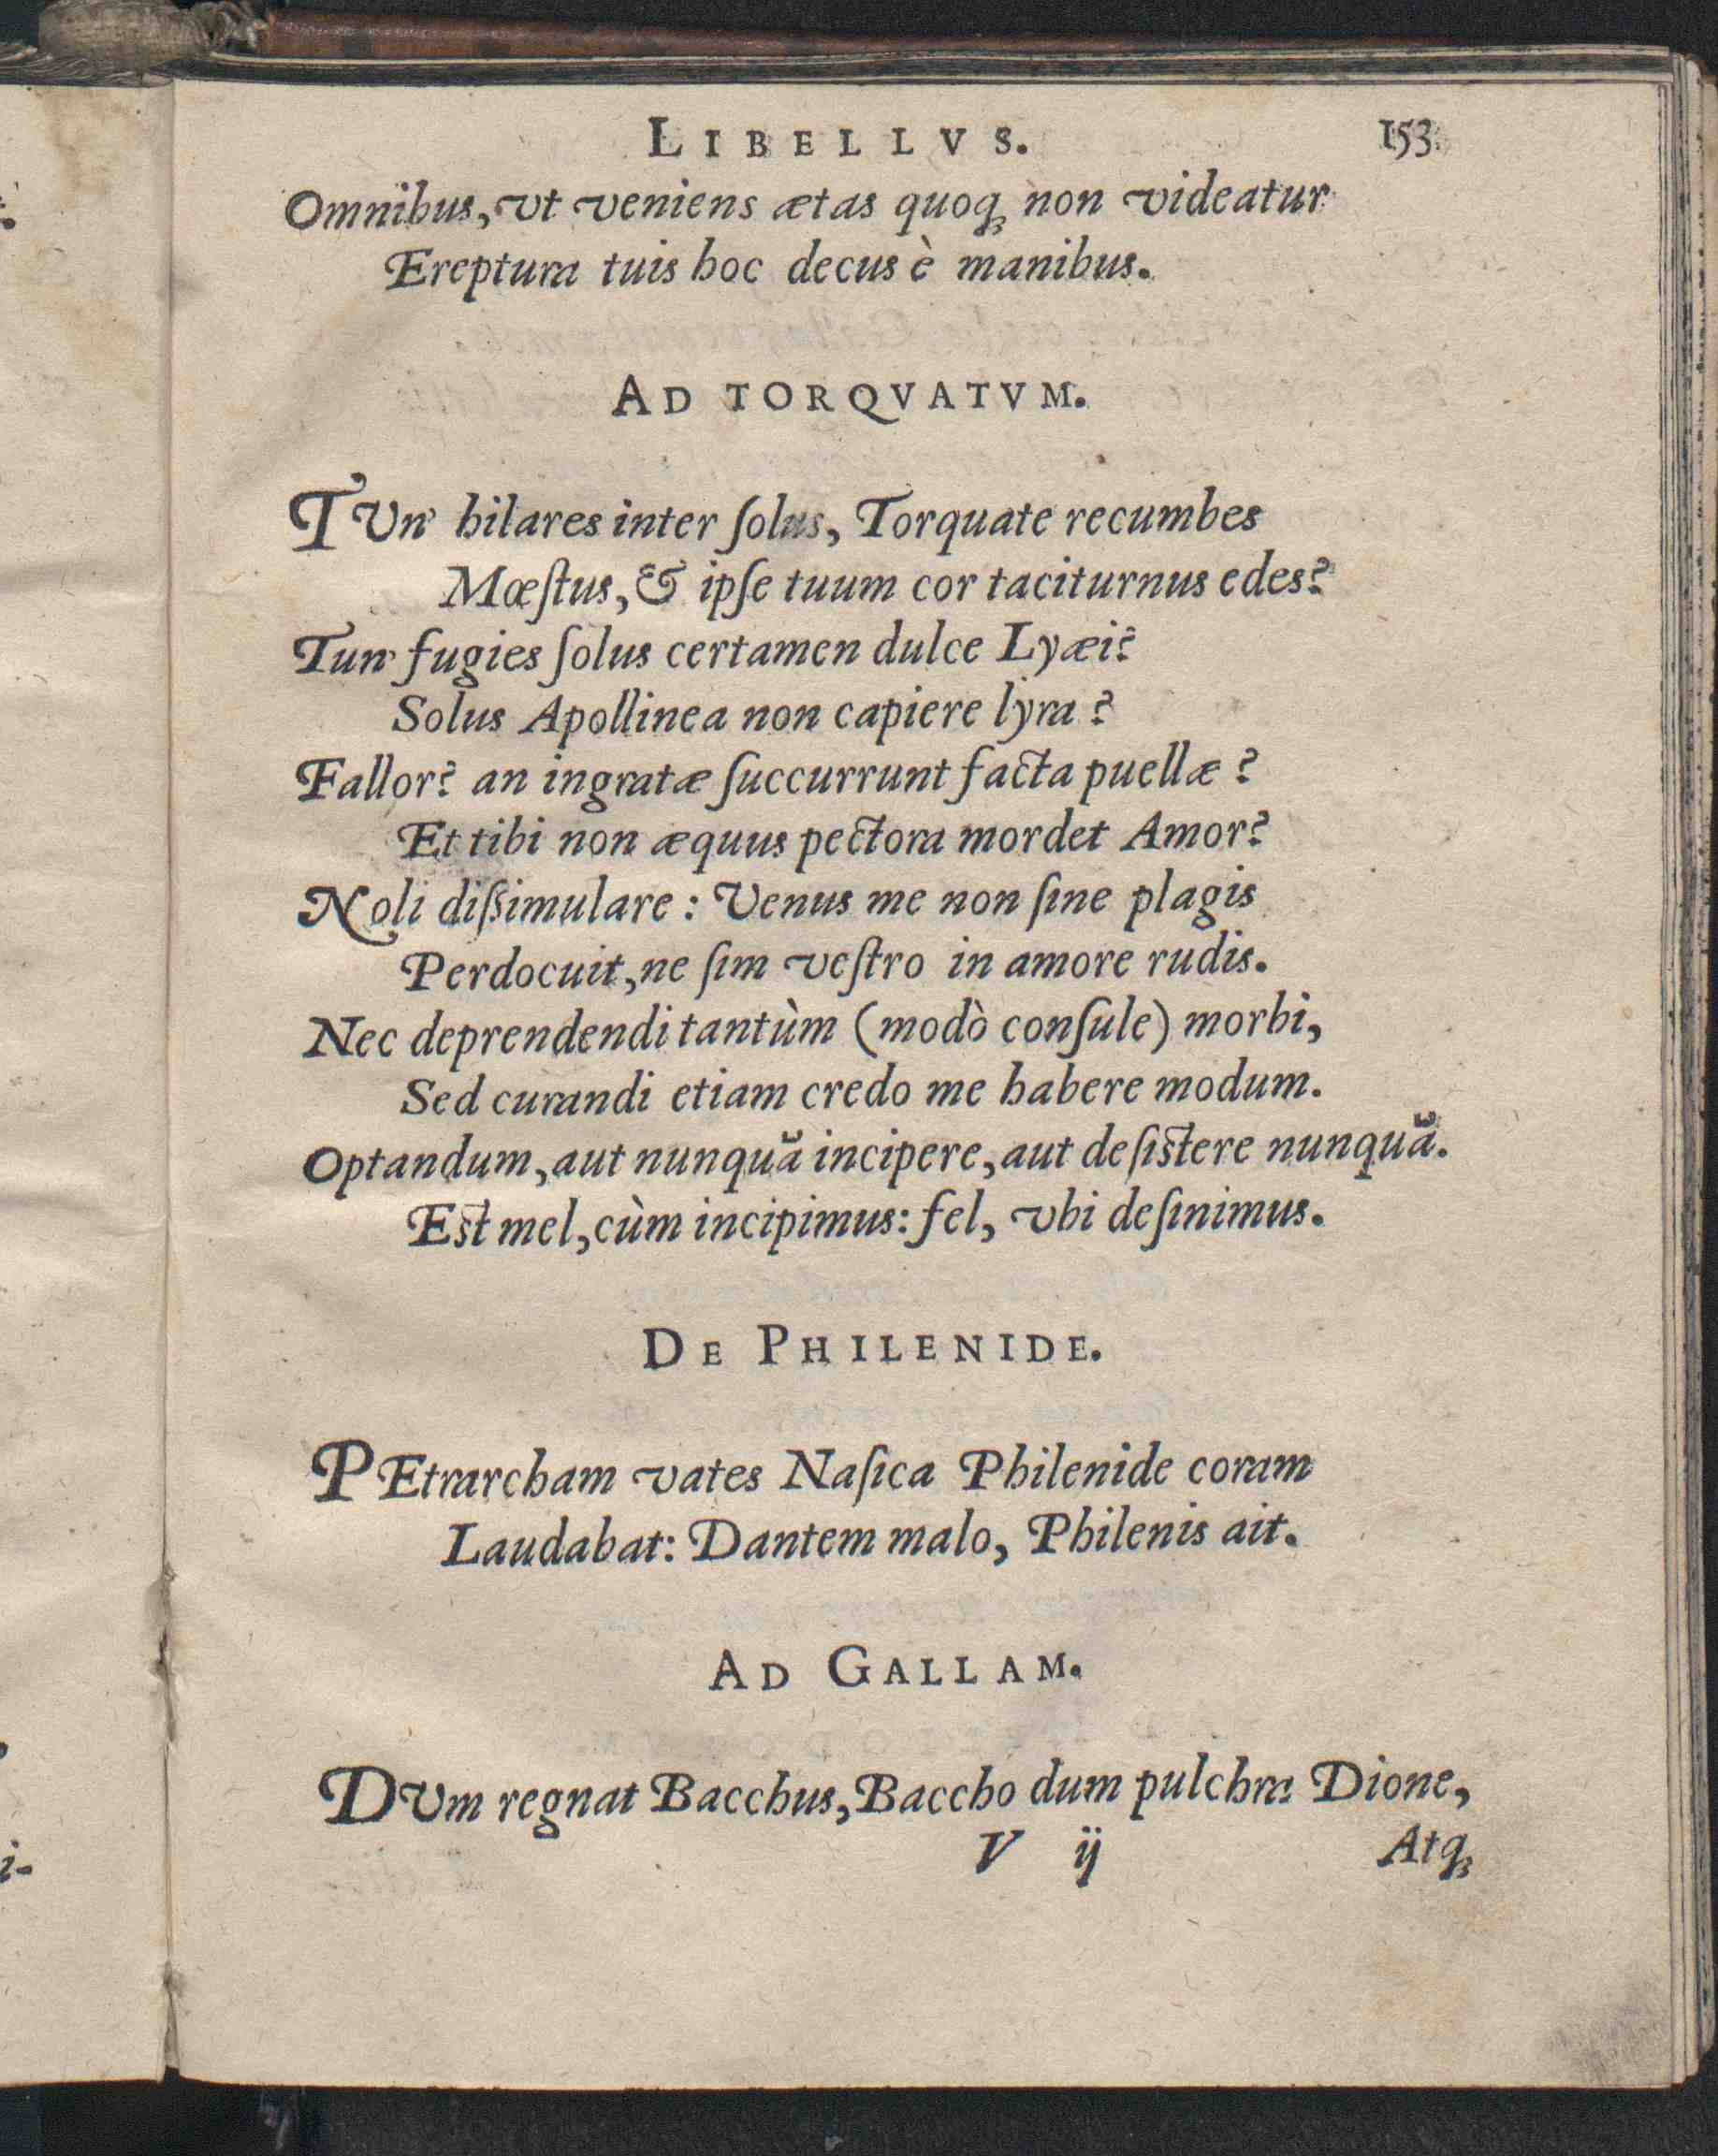 LIBELLVS. 153
Omnibus, vt veniens ætas quoq; non videatur
Ereptura tuis hoc decus è manibus.
AD TORQVATVM.
TVn' hilares inter ſolus, Torquate recumbes
Mœſtus, & ipſe tuum cor taciturnus edes?
Tun' fugies ſolus certamen dulce Lyæi?
Solus Apollinea non capiere lyra?
Fallor? an ingratæ ſuccurrunt facta puellæ?
Et tibi non æquus pectora mordet Amor?
Noli diſſimulare: Venus me non ſine plagis
Perdocuit, ne ſim veſtro in amore rudis.
Nec deprendendi tantùm (modò conſule) morbi,
Sed curandi etiam credo me habere modum.
Optandum, aut nunquã incipere, aut deſistere nunquã.
Est mel, cùm incipimus: fel, vbi deſinimus.
DE PHILENIDE.
PEtrarcham vates Naſica Philenide coram
Laudabat: Dantem malo, Philenis ait.
AD GALLAM.
DVm regnat Bacchus, Baccho dum pulchra Dione,
V ij Atq;